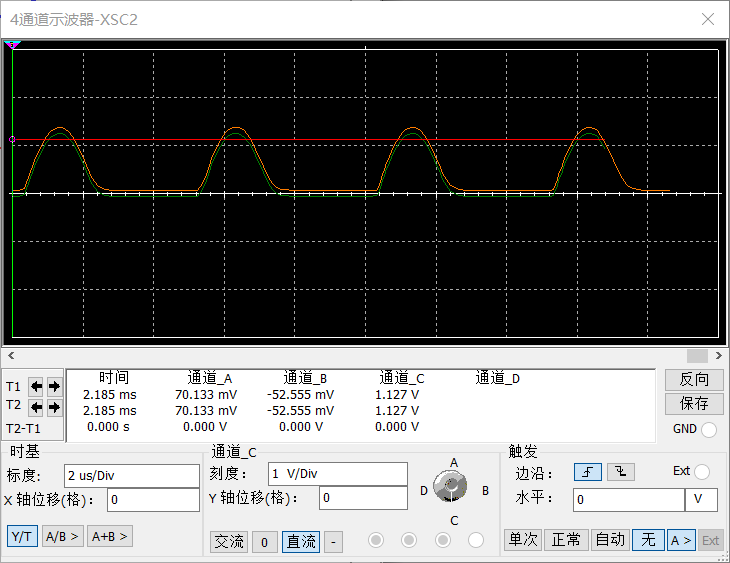 4通道示波器-XSC2
T1
T2
T2-T1
时间 通道_A 通道_B 通道_C 通道_D
2.185 ms 70.133 mV -52.555 mV 1.127 V
2.185 ms 70.133 mV -52.555 mV 1.127 V
0.000 s 0.000 V 0.000 V 0.000 V
反向
保存
GND
时基
标度: 2 us/Div
X 轴位移(格): 0
Y/T A/B > A+B >
通道_C
刻度: 1 V/Div
Y 轴位移(格): 0
A
D B
C
交流 0 直流 -
触发
边沿: Ext
水平: 0 V
单次 正常 自动 无 A > Ext